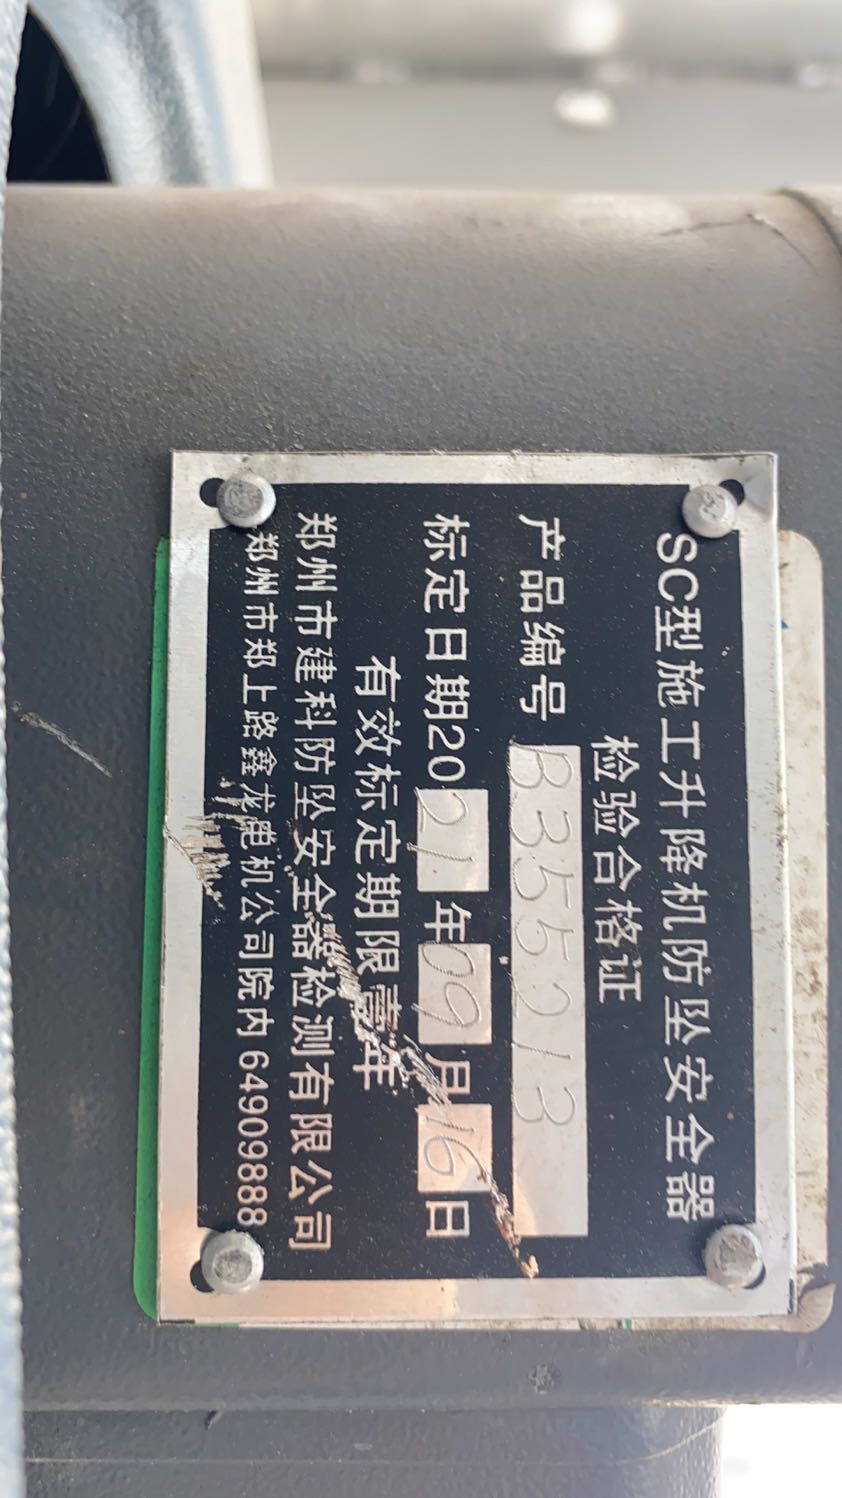 SC型施工升降机防坠安全器
检验合格证
产品编号 B355213
标定日期2021年09月16日
有效标定期限壹年
郑州市建科防坠安全器检测有限公司
郑州市郑上路鑫龙电机公司院内 64909888